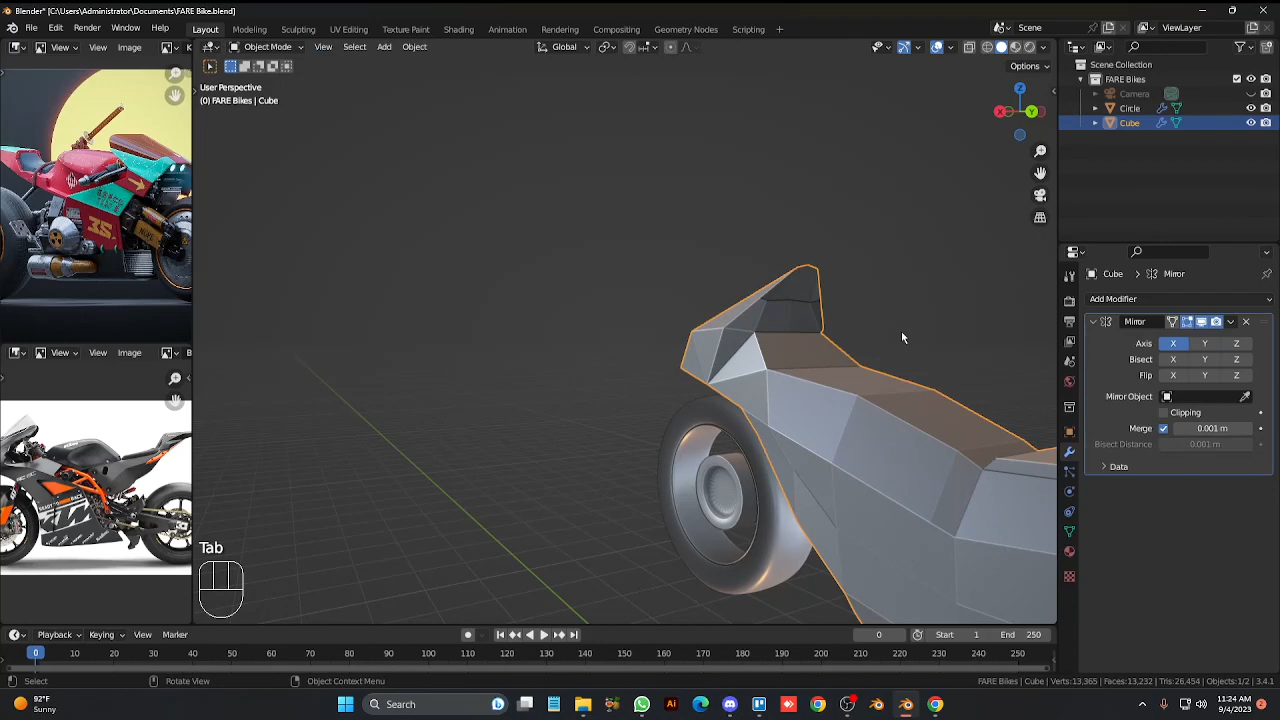 Blender* [C:\Users\Administrator\Documents\FARE Bike.blend]
File Edit Render Window Help
Layout Modeling Sculpting UV Editing Texture Paint Shading Animation Rendering Compositing Geometry Nodes Scripting +
Scene
ViewLayer
View View Image
Object Mode View Select Add Object
Global
Options
User Perspective
(0) FARE Bikes | Cube
Z
Y
35.
Scene Collection
FARE Bikes
Camera
Circle
Cube
Cube > Mirror
Add Modifier
Mirror
Axis X Y Z
Bisect X Y Z
Flip X Y Z
Mirror Object
Clipping
Merge 0.001 m
Bisect Distance 0.001 m
Data
View View Image
Tab
Playback Keying View Marker
0 Start 1 End 250
0 10 20 30 40 50 60 70 80 90 100 110 120 130 140 150 160 170 180 190 200 210 220 230 240 250
Select Rotate View Object Context Menu
FARE Bikes | Cube | Verts:13,365 | Faces:13,232 | Tris:26,454 | Objects:1/2 | 3.4.1
92°F
Sunny
Search
Ai
11:24 AM
9/4/2023